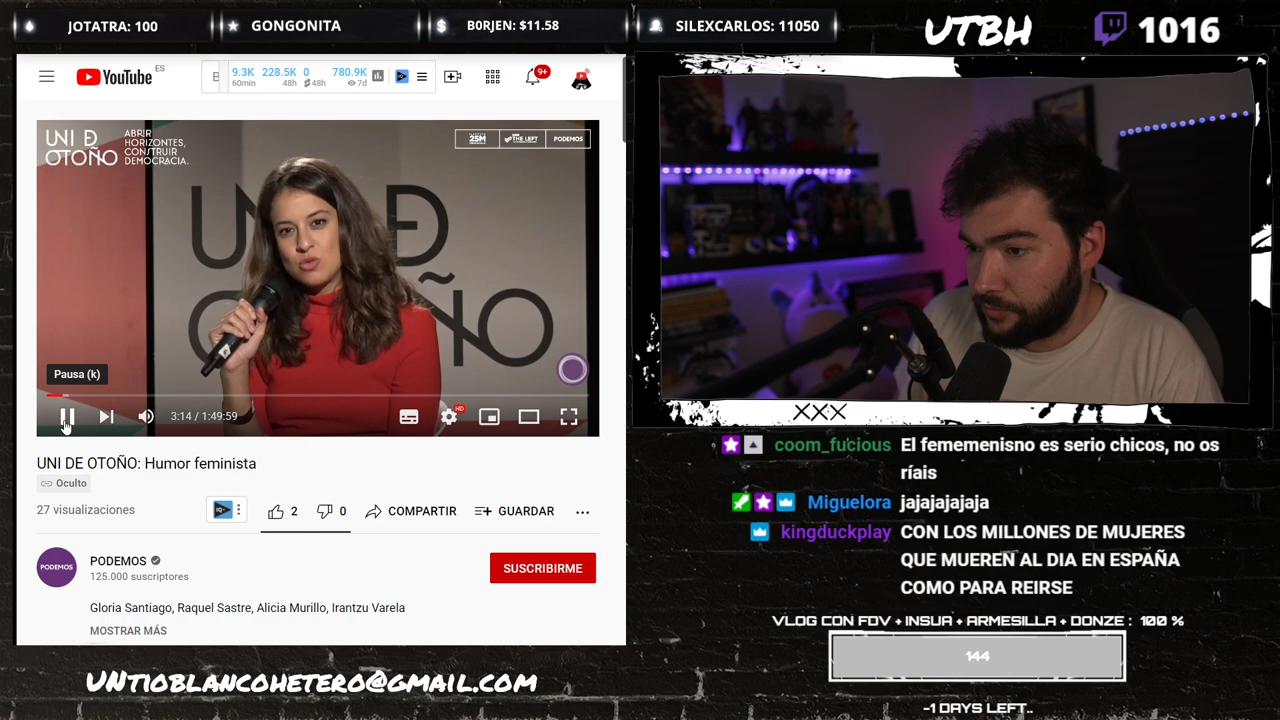 JOTATRA: 100
GONGONITA
B0RJEN: $11.58
SILEXCARLOS: 11050
UTBH
1016
YouTube ES
9.3K 228.5K 0 780.9K
60min 48h 48h 7d
9+
UNI D OTOÑO
ABRIR
HORIZONTES,
CONSTRUIR
DEMOCRACIA.
25M
THE LEFT
PODEMOS
Pausa (k)
3:14 / 1:49:59
HD
UNI DE OTOÑO: Humor feminista
Oculto
27 visualizaciones
2
0
COMPARTIR
GUARDAR
PODEMOS
PODEMOS
125.000 suscriptores
SUSCRIBIRME
Gloria Santiago, Raquel Sastre, Alicia Murillo, Irantzu Varela
MOSTRAR MÁS
UNTIOBLANCOHETERO@GMAIL.COM
XXX
coom_fucious El fememenisno es serio chicos, no os
ríais
Miguelora jajajajajaja
kingduckplay CON LOS MILLONES DE MUJERES
QUE MUEREN AL DIA EN ESPAÑA
COMO PARA REIRSE
VLOG CON FDV + INSUA + ARMESILLA + DONZE : 100 %
144
-1 DAYS LEFT..